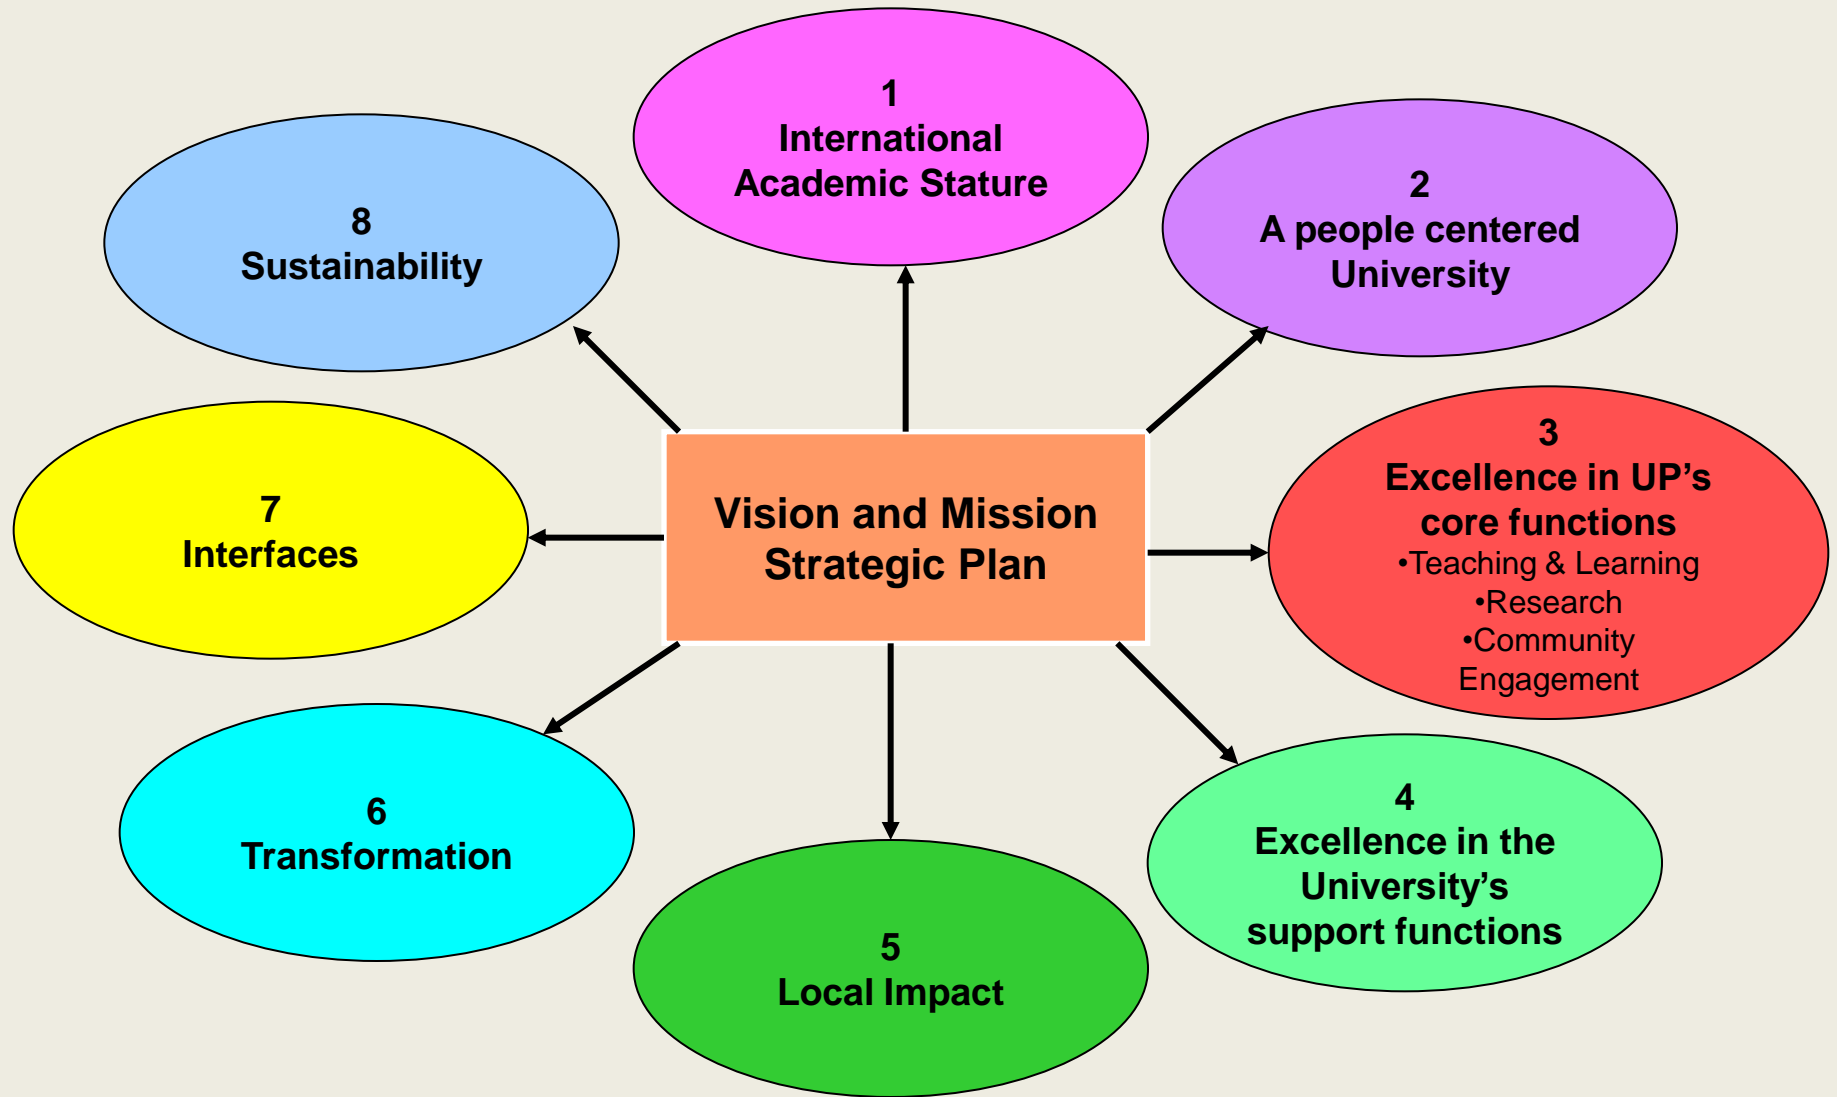 1
International
Academic Stature
2
A people centered
University
3
Excellence in UP’s
core functions
•Teaching & Learning
•Research
•Community
Engagement
4
Excellence in the
University’s
support functions
5
Local Impact
6
Transformation
7
Interfaces
8
Sustainability
Vision and Mission
Strategic Plan